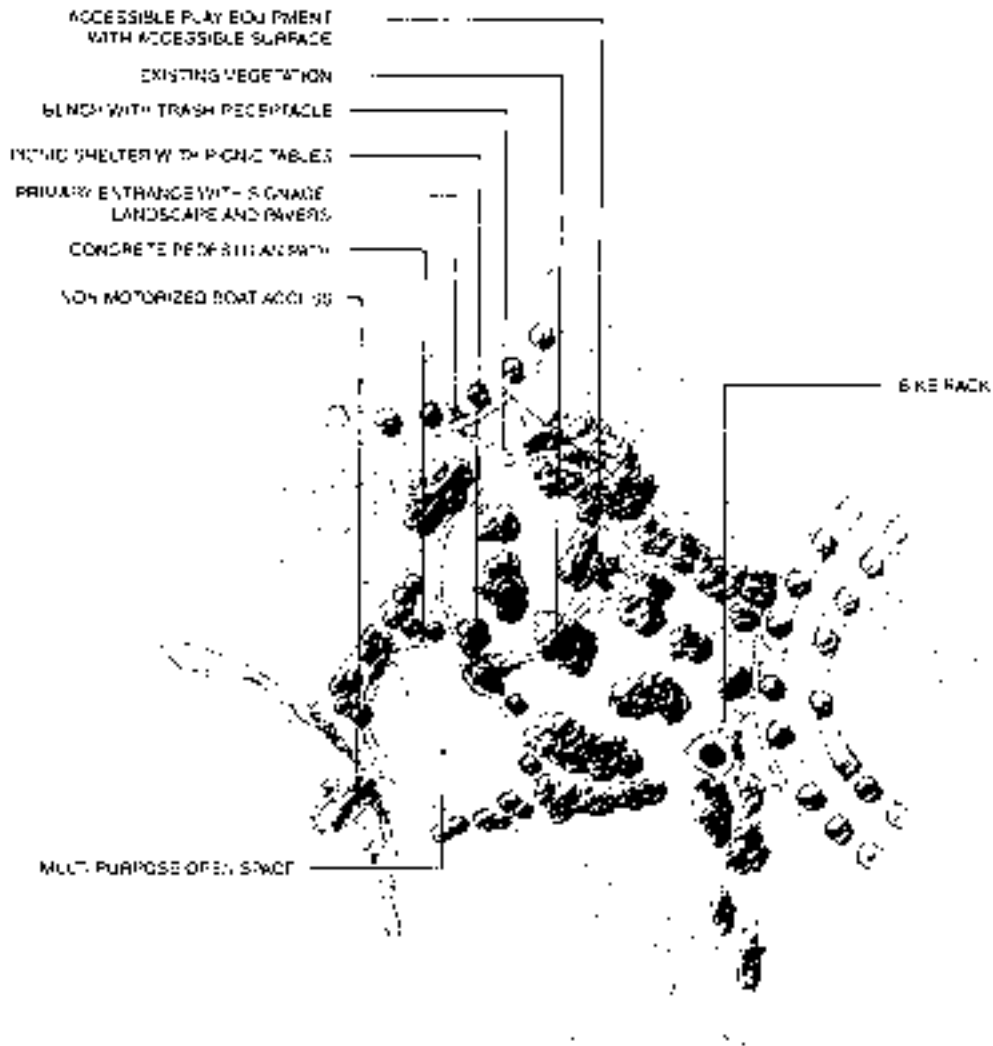 ACCESSIBLE PLAY EQUIPMENT
WITH ACCESSIBLE SURFACE
EXISTING VEGETATION
BENCH WITH TRASH RECEPTACLE
PICNIC SHELTER WITH PICNIC TABLES
PRIMARY ENTRANCE WITH SIGNAGE
LANDSCAPE AND PAVERS
CONCRETE PEDESTRIAN PATH
NON MOTORIZED BOAT ACCESS
BIKE RACK
MULTI PURPOSE OPEN SPACE